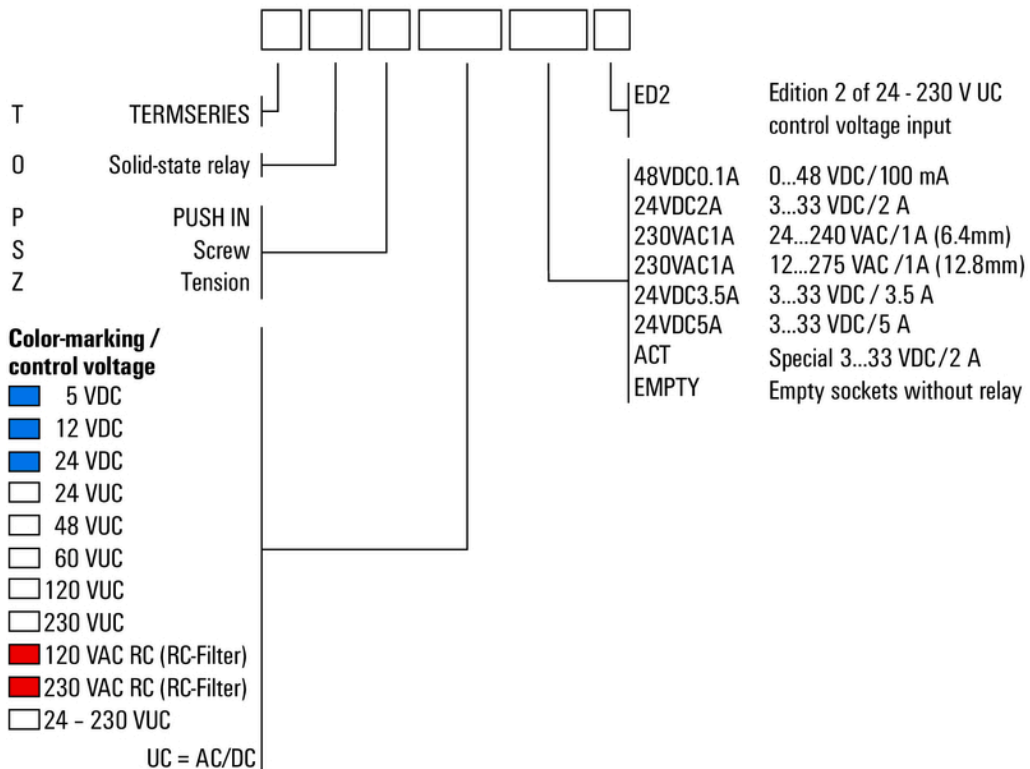 T TERMSERIES
O Solid-state relay
P PUSH IN
S Screw
Z Tension
Color-marking /
control voltage
5 VDC
12 VDC
24 VDC
24 VUC
48 VUC
60 VUC
120 VUC
230 VUC
120 VAC RC (RC-Filter)
230 VAC RC (RC-Filter)
24 – 230 VUC
UC = AC/DC
ED2 Edition 2 of 24 - 230 V UC
control voltage input
48VDC0.1A 0...48 VDC/100 mA
24VDC2A 3...33 VDC/2 A
230VAC1A 24...240 VAC/1A (6.4mm)
230VAC1A 12...275 VAC /1A (12.8mm)
24VDC3.5A 3...33 VDC / 3.5 A
24VDC5A 3...33 VDC/5 A
ACT Special 3...33 VDC/2 A
EMPTY Empty sockets without relay